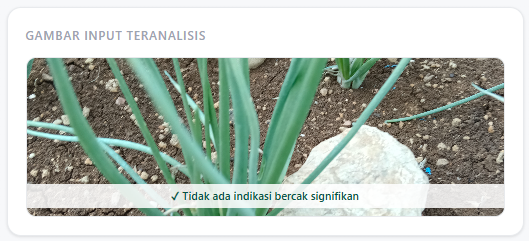 GAMBAR INPUT TERANALISIS
✓ Tidak ada indikasi bercak signifikan